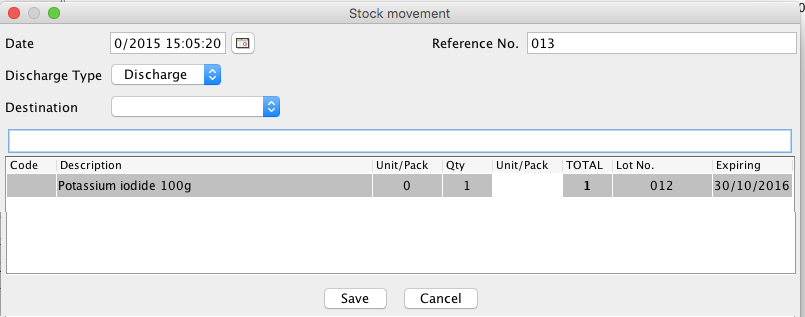 Stock movement
Date 0/2015 15:05:20 Reference No. 013
Discharge Type Discharge
Destination
Code Description Unit/Pack Qty Unit/Pack TOTAL Lot No. Expiring
Potassium iodide 100g 0 1 1 012 30/10/2016
Save Cancel